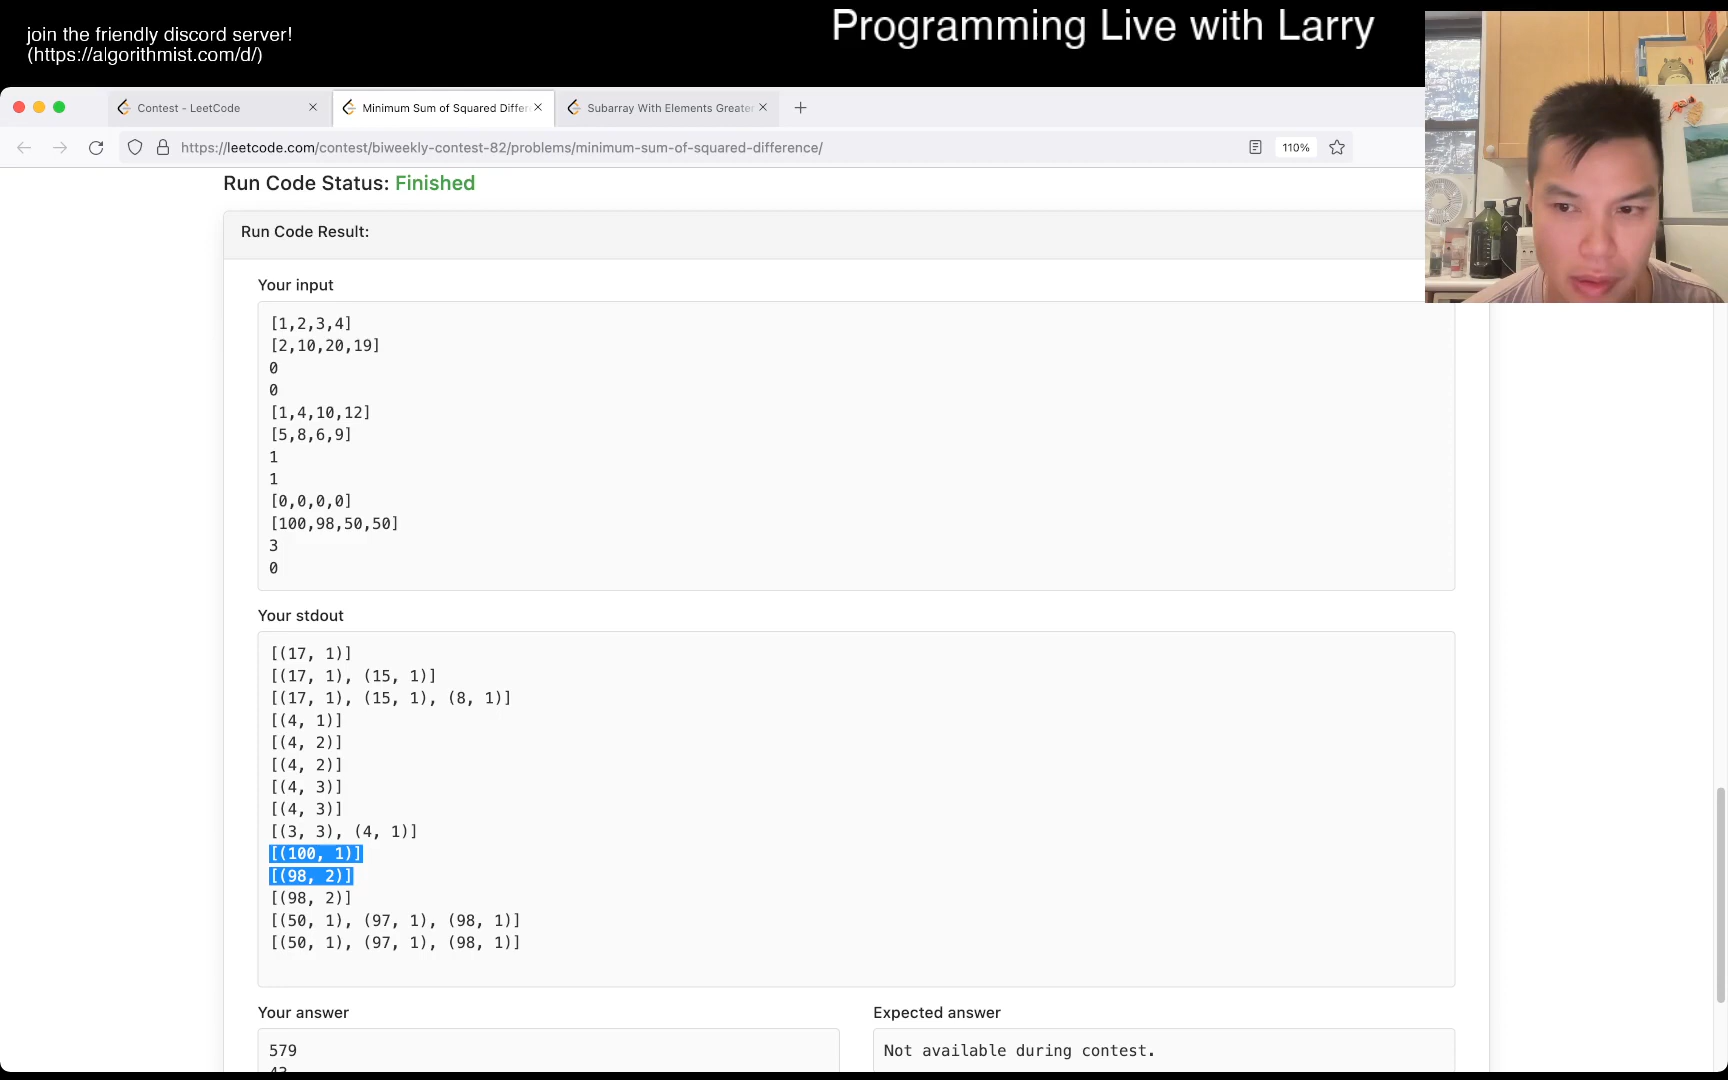 join the friendly discord server!
(https://algorithmist.com/d/)
Programming Live with Larry
Contest - LeetCode
Minimum Sum of Squared Differ
Subarray With Elements Greater
https://leetcode.com/contest/biweekly-contest-82/problems/minimum-sum-of-squared-difference/
110%
Run Code Status: Finished
Run Code Result:
Your input
[1,2,3,4]
[2,10,20,19]
0
0
[1,4,10,12]
[5,8,6,9]
1
1
[0,0,0,0]
[100,98,50,50]
3
0
Your stdout
[(17, 1)]
[(17, 1), (15, 1)]
[(17, 1), (15, 1), (8, 1)]
[(4, 1)]
[(4, 2)]
[(4, 2)]
[(4, 3)]
[(4, 3)]
[(3, 3), (4, 1)]
[(100, 1)]
[(98, 2)]
[(98, 2)]
[(50, 1), (97, 1), (98, 1)]
[(50, 1), (97, 1), (98, 1)]
Your answer
Expected answer
579
Not available during contest.